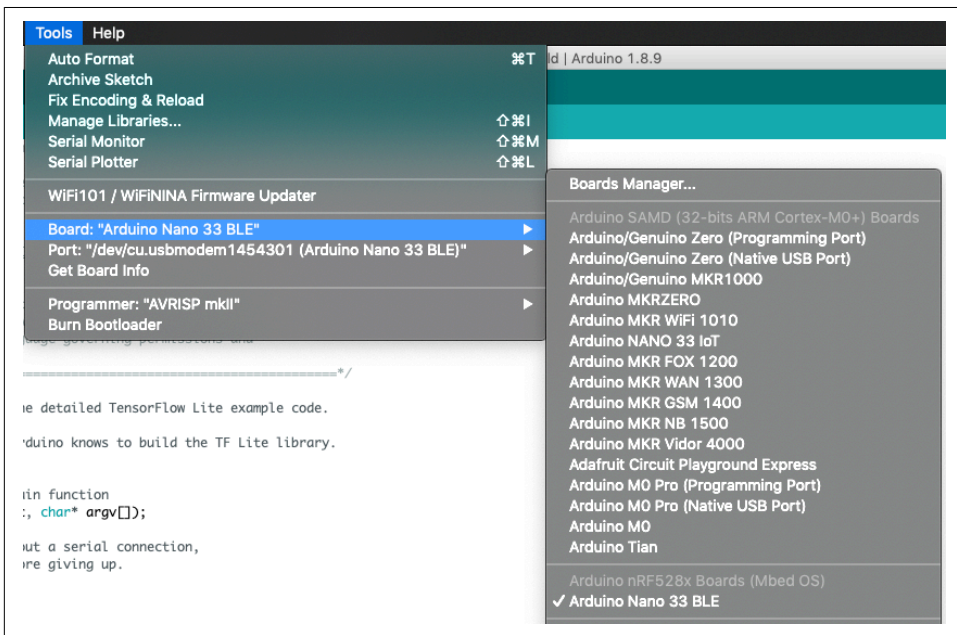 Tools Help
Auto Format ⌘T
Archive Sketch
Fix Encoding & Reload
Manage Libraries... ⇧⌘I
Serial Monitor ⇧⌘M
Serial Plotter ⇧⌘L
WiFi101 / WiFiNINA Firmware Updater
Board: "Arduino Nano 33 BLE"
Port: "/dev/cu.usbmodem1454301 (Arduino Nano 33 BLE)"
Get Board Info
Programmer: "AVRISP mkII"
Burn Bootloader
ld | Arduino 1.8.9
Boards Manager...
Arduino SAMD (32-bits ARM Cortex-M0+) Boards
Arduino/Genuino Zero (Programming Port)
Arduino/Genuino Zero (Native USB Port)
Arduino/Genuino MKR1000
Arduino MKRZERO
Arduino MKR WiFi 1010
Arduino NANO 33 IoT
Arduino MKR FOX 1200
Arduino MKR WAN 1300
Arduino MKR GSM 1400
Arduino MKR NB 1500
Arduino MKR Vidor 4000
Adafruit Circuit Playground Express
Arduino M0 Pro (Programming Port)
Arduino M0 Pro (Native USB Port)
Arduino M0
Arduino Tian
Arduino nRF528x Boards (Mbed OS)
✓ Arduino Nano 33 BLE
governing permissions and
=*/
detailed TensorFlow Lite example code.
knows to build the TF Lite library.
function
, char* argv[]);
a serial connection,
giving up.